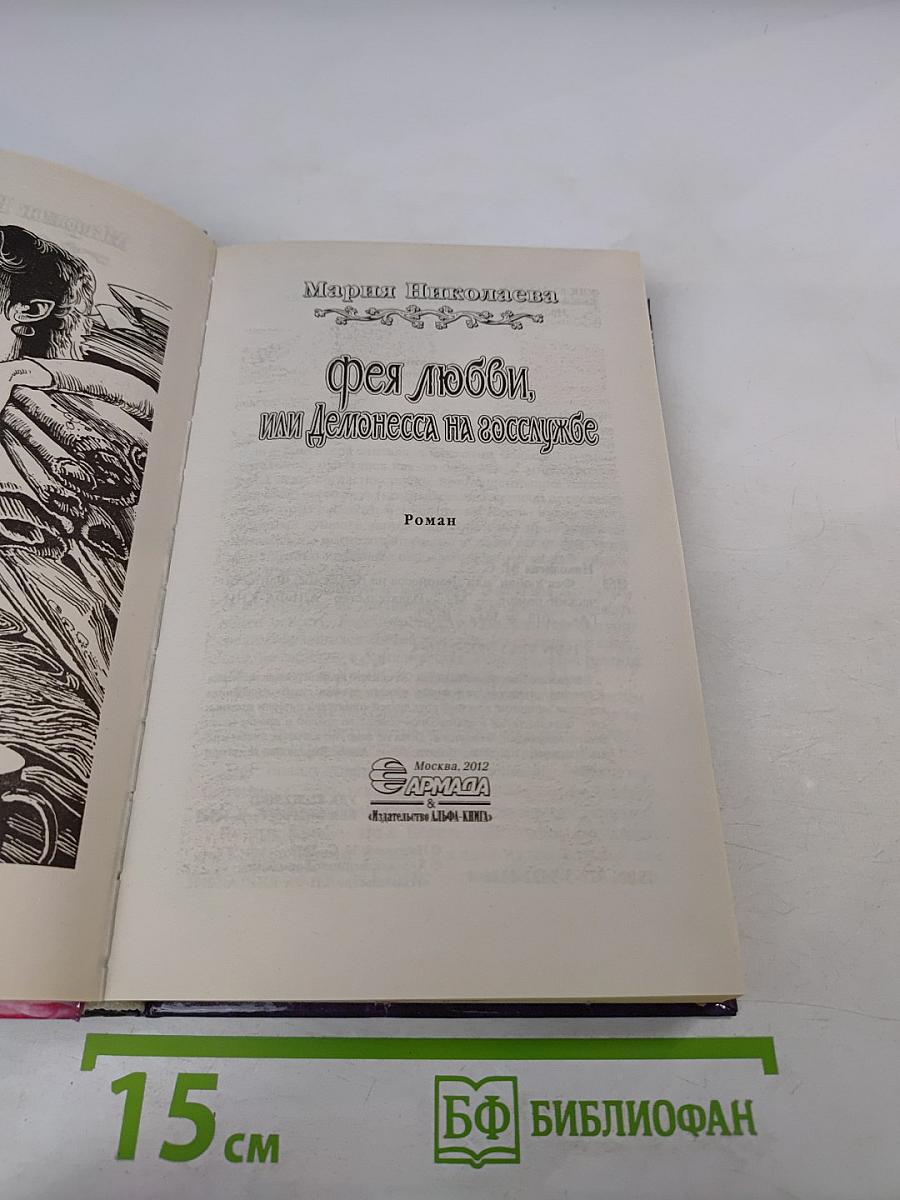 Мария Николаева
Фея любви,
или Демонесса на госслужбе
Роман
Москва, 2012
АРМАДА
&
«Издательство АЛЬФА-КНИГА»
15 см
БФ БИБЛИОФАН